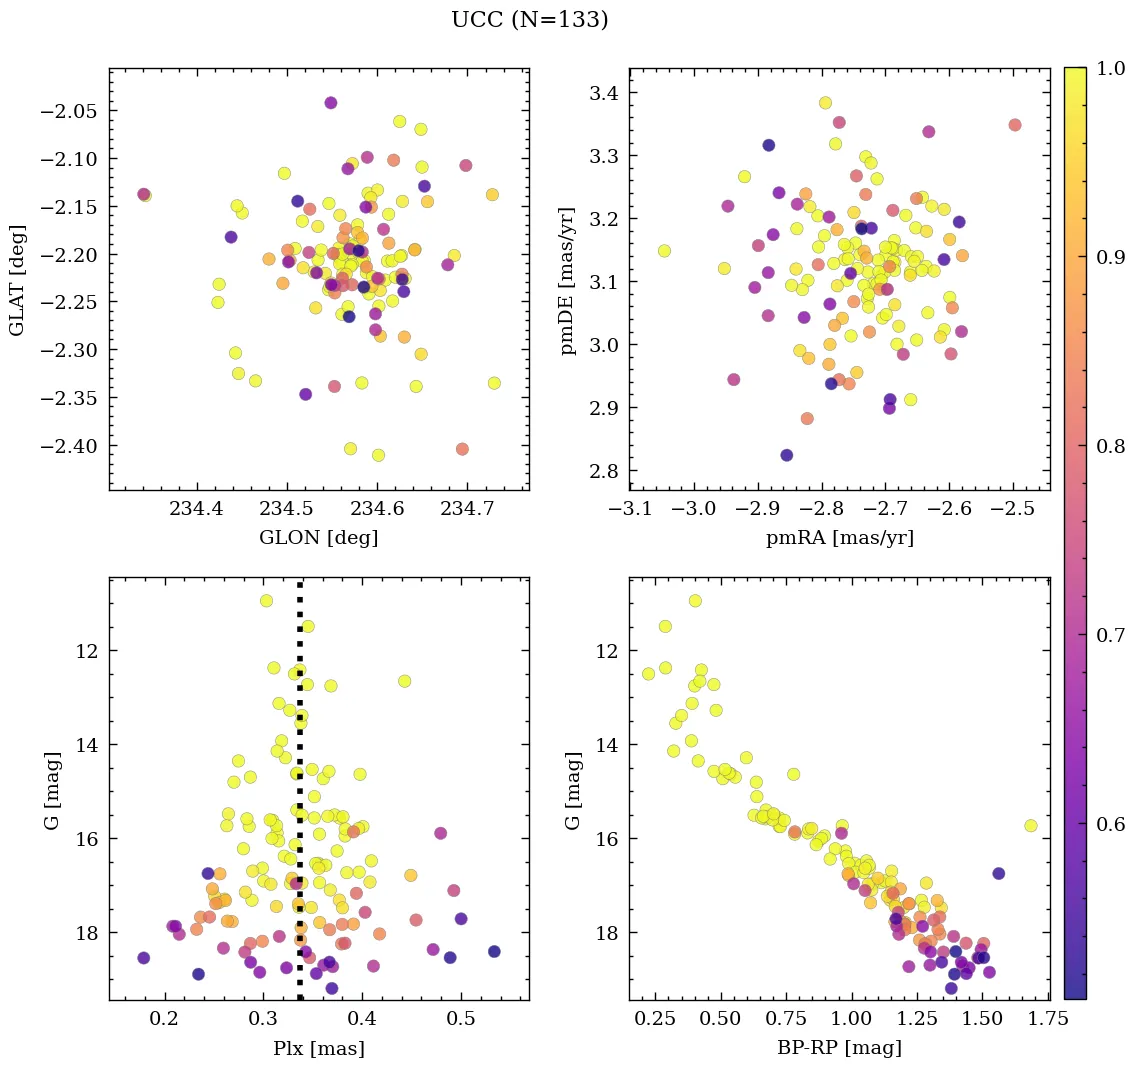 UCC (N=133)
−2.05
−2.10
−2.15
−2.20
−2.25
−2.30
−2.35
−2.40
GLAT [deg]
234.4 234.5 234.6 234.7
GLON [deg]
3.4
3.3
3.2
3.1
3.0
2.9
2.8
pmDE [mas/yr]
−3.1 −3.0 −2.9 −2.8 −2.7 −2.6 −2.5
pmRA [mas/yr]
1.0
0.9
0.8
0.7
0.6
12
14
16
18
G [mag]
0.2 0.3 0.4 0.5
Plx [mas]
12
14
16
18
G [mag]
0.25 0.50 0.75 1.00 1.25 1.50 1.75
BP-RP [mag]